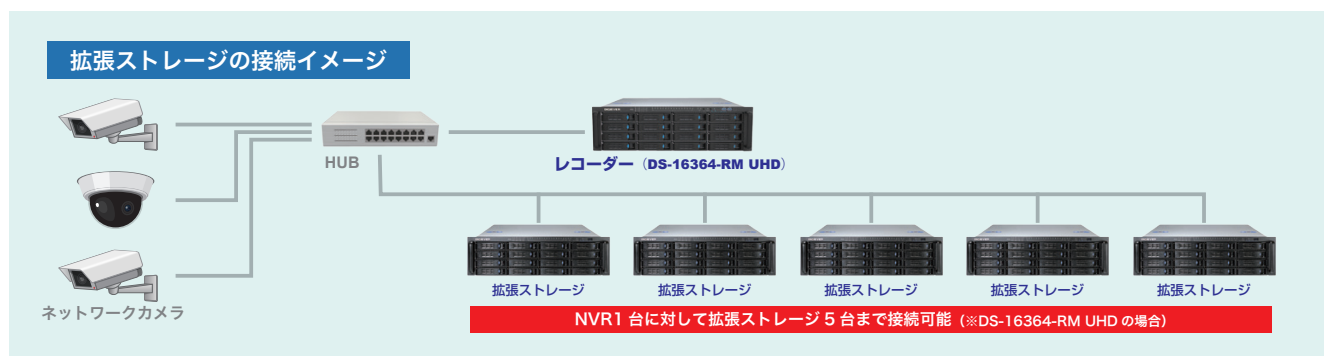 拡張ストレージの接続イメージ
HUB
レコーダー（DS-16364-RM UHD）
ネットワークカメラ
拡張ストレージ
拡張ストレージ
拡張ストレージ
拡張ストレージ
拡張ストレージ
NVR1 台に対して拡張ストレージ 5 台まで接続可能（※DS-16364-RM UHD の場合）